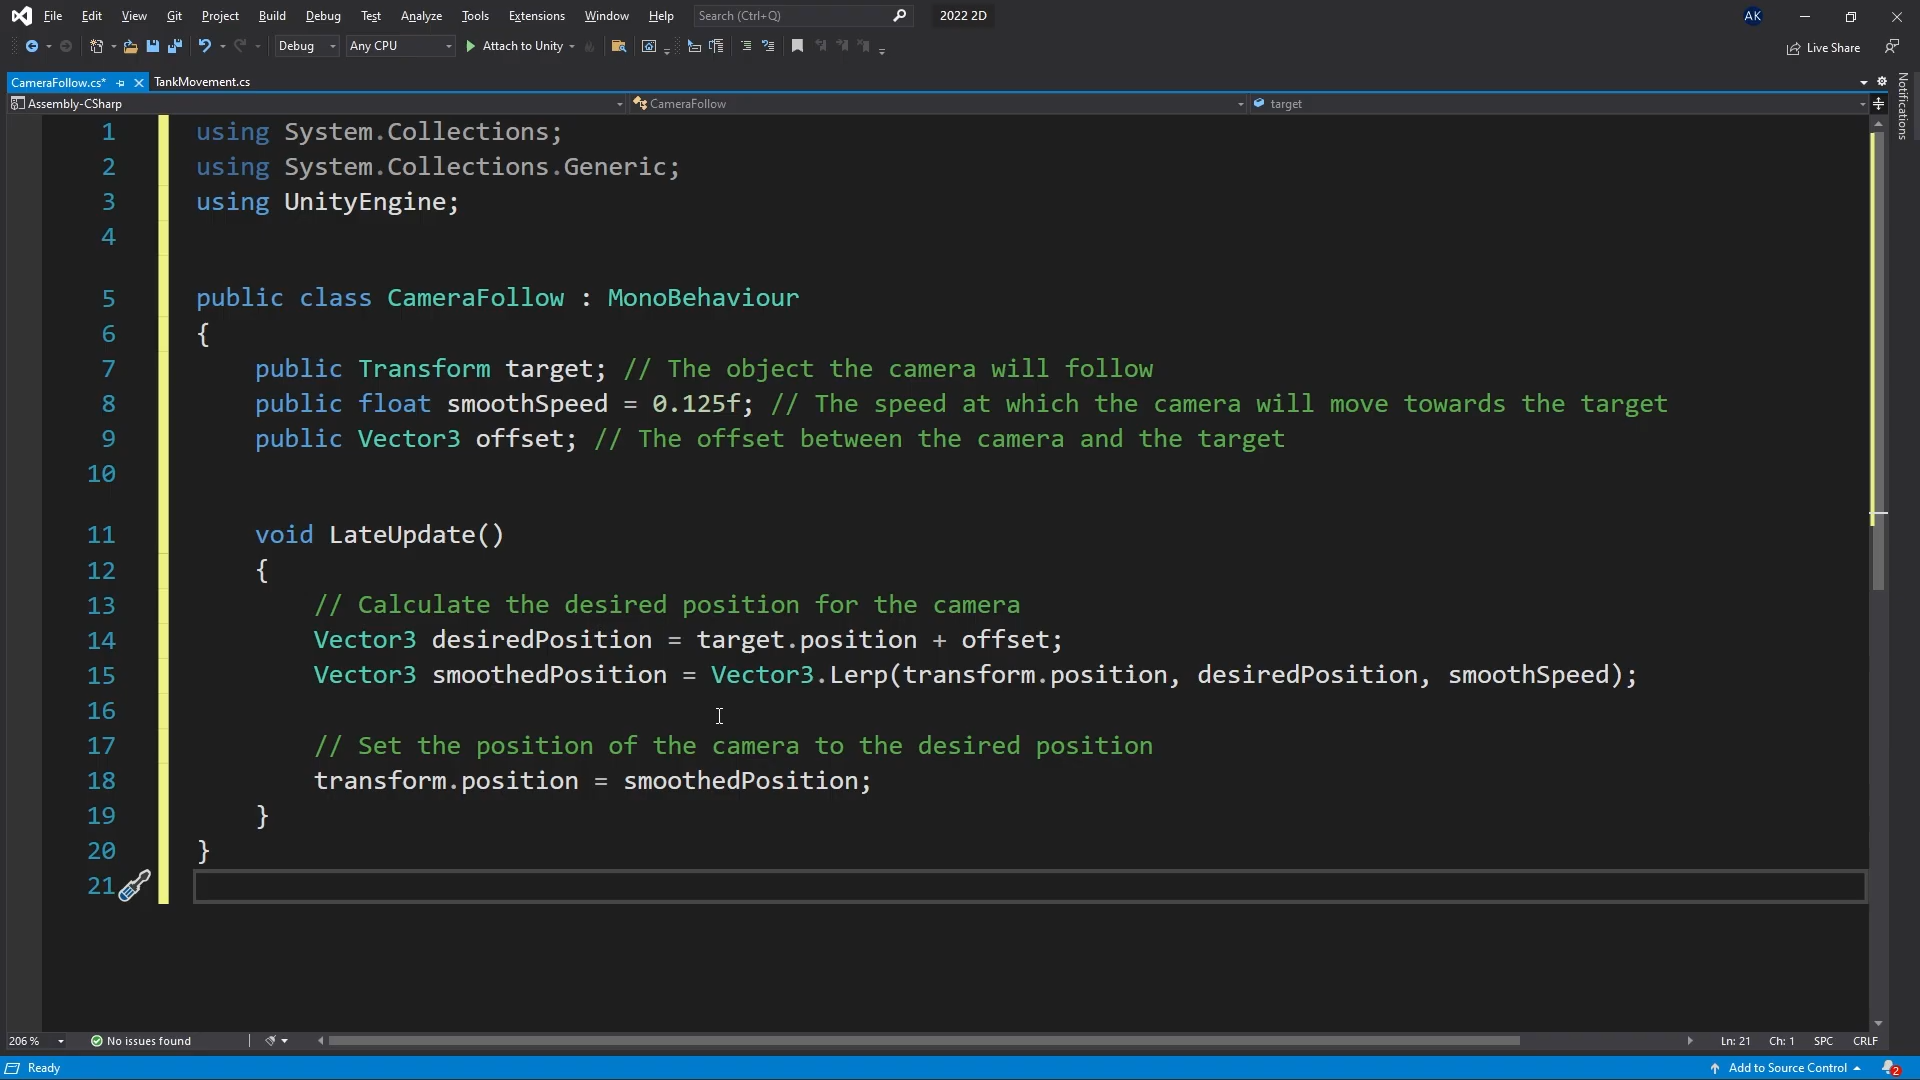 File Edit View Git Project Build Debug Test Analyze Tools Extensions Window Help Search (Ctrl+Q) 2022 2D AK
Debug Any CPU Attach to Unity Live Share
CameraFollow.cs* TankMovement.cs
Notifications
Assembly-CSharp CameraFollow target
1 using System.Collections;
2 using System.Collections.Generic;
3 using UnityEngine;
4
5 public class CameraFollow : MonoBehaviour
6 {
7 public Transform target; // The object the camera will follow
8 public float smoothSpeed = 0.125f; // The speed at which the camera will move towards the target
9 public Vector3 offset; // The offset between the camera and the target
10
11 void LateUpdate()
12 {
13 // Calculate the desired position for the camera
14 Vector3 desiredPosition = target.position + offset;
15 Vector3 smoothedPosition = Vector3.Lerp(transform.position, desiredPosition, smoothSpeed);
16
17 // Set the position of the camera to the desired position
18 transform.position = smoothedPosition;
19 }
20 }
21
206 % No issues found Ln: 21 Ch: 1 SPC CRLF
Ready Add to Source Control 2